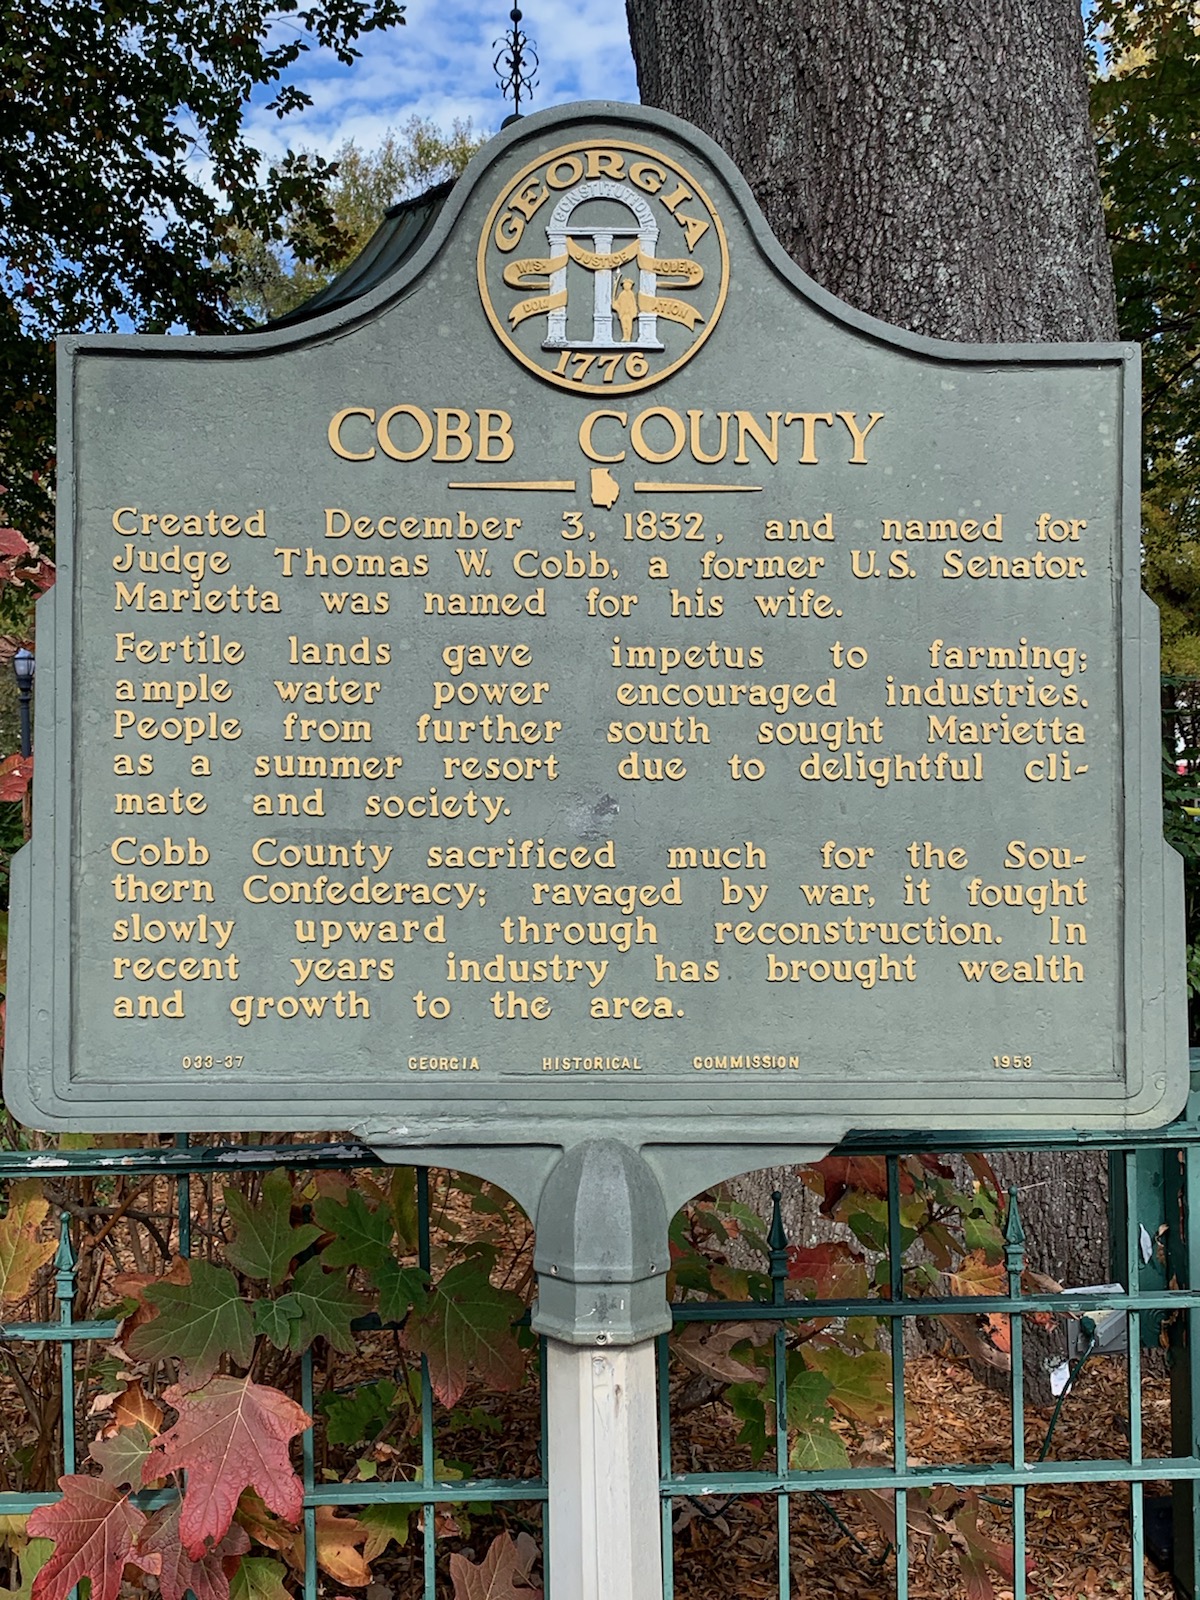 GEORGIA
CONSTITUTION
WIS- JUSTICE MODER-
DOM ATION
1776
COBB COUNTY
Created December 3, 1832, and named for
Judge Thomas W. Cobb, a former U.S. Senator.
Marietta was named for his wife.
Fertile lands gave impetus to farming;
ample water power encouraged industries.
People from further south sought Marietta
as a summer resort due to delightful cli-
mate and society.
Cobb County sacrificed much for the Sou-
thern Confederacy; ravaged by war, it fought
slowly upward through reconstruction. In
recent years industry has brought wealth
and growth to the area.
033-37 GEORGIA HISTORICAL COMMISSION 1953